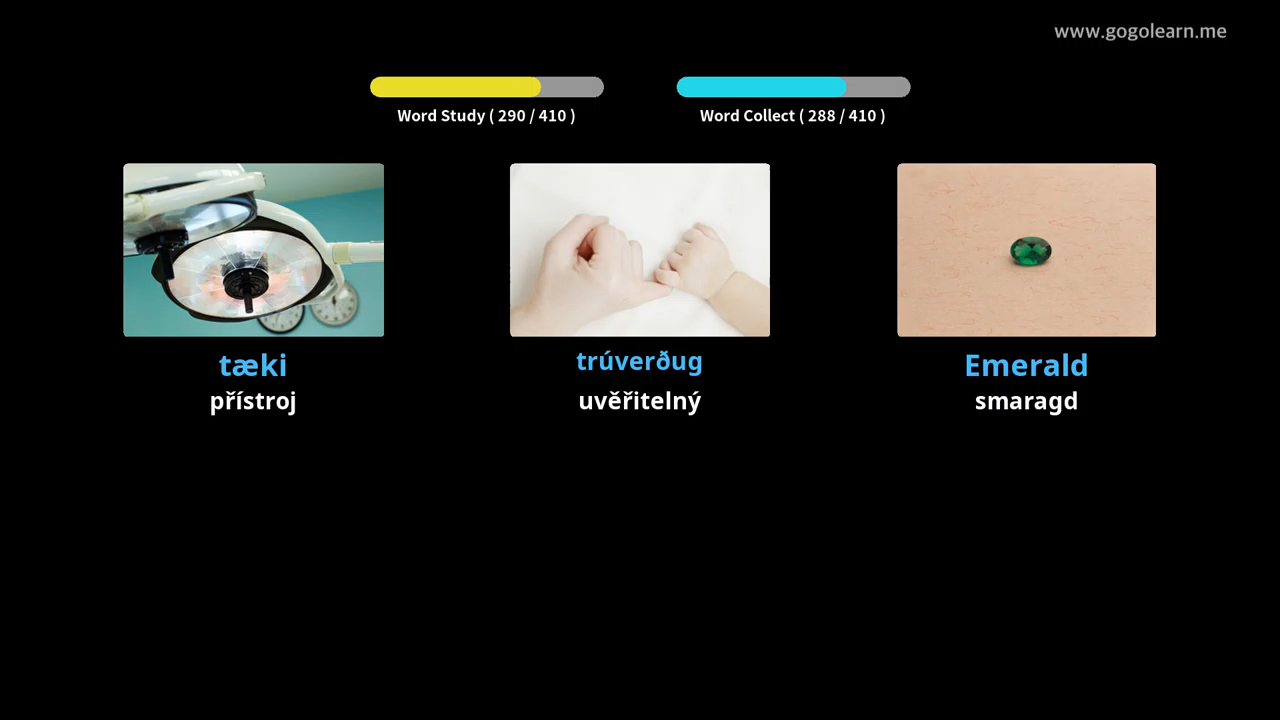 www.gogolearn.me
Word Study ( 290 / 410 )
Word Collect ( 288 / 410 )
tæki
trúverðug
Emerald
přístroj
uvěřitelný
smaragd